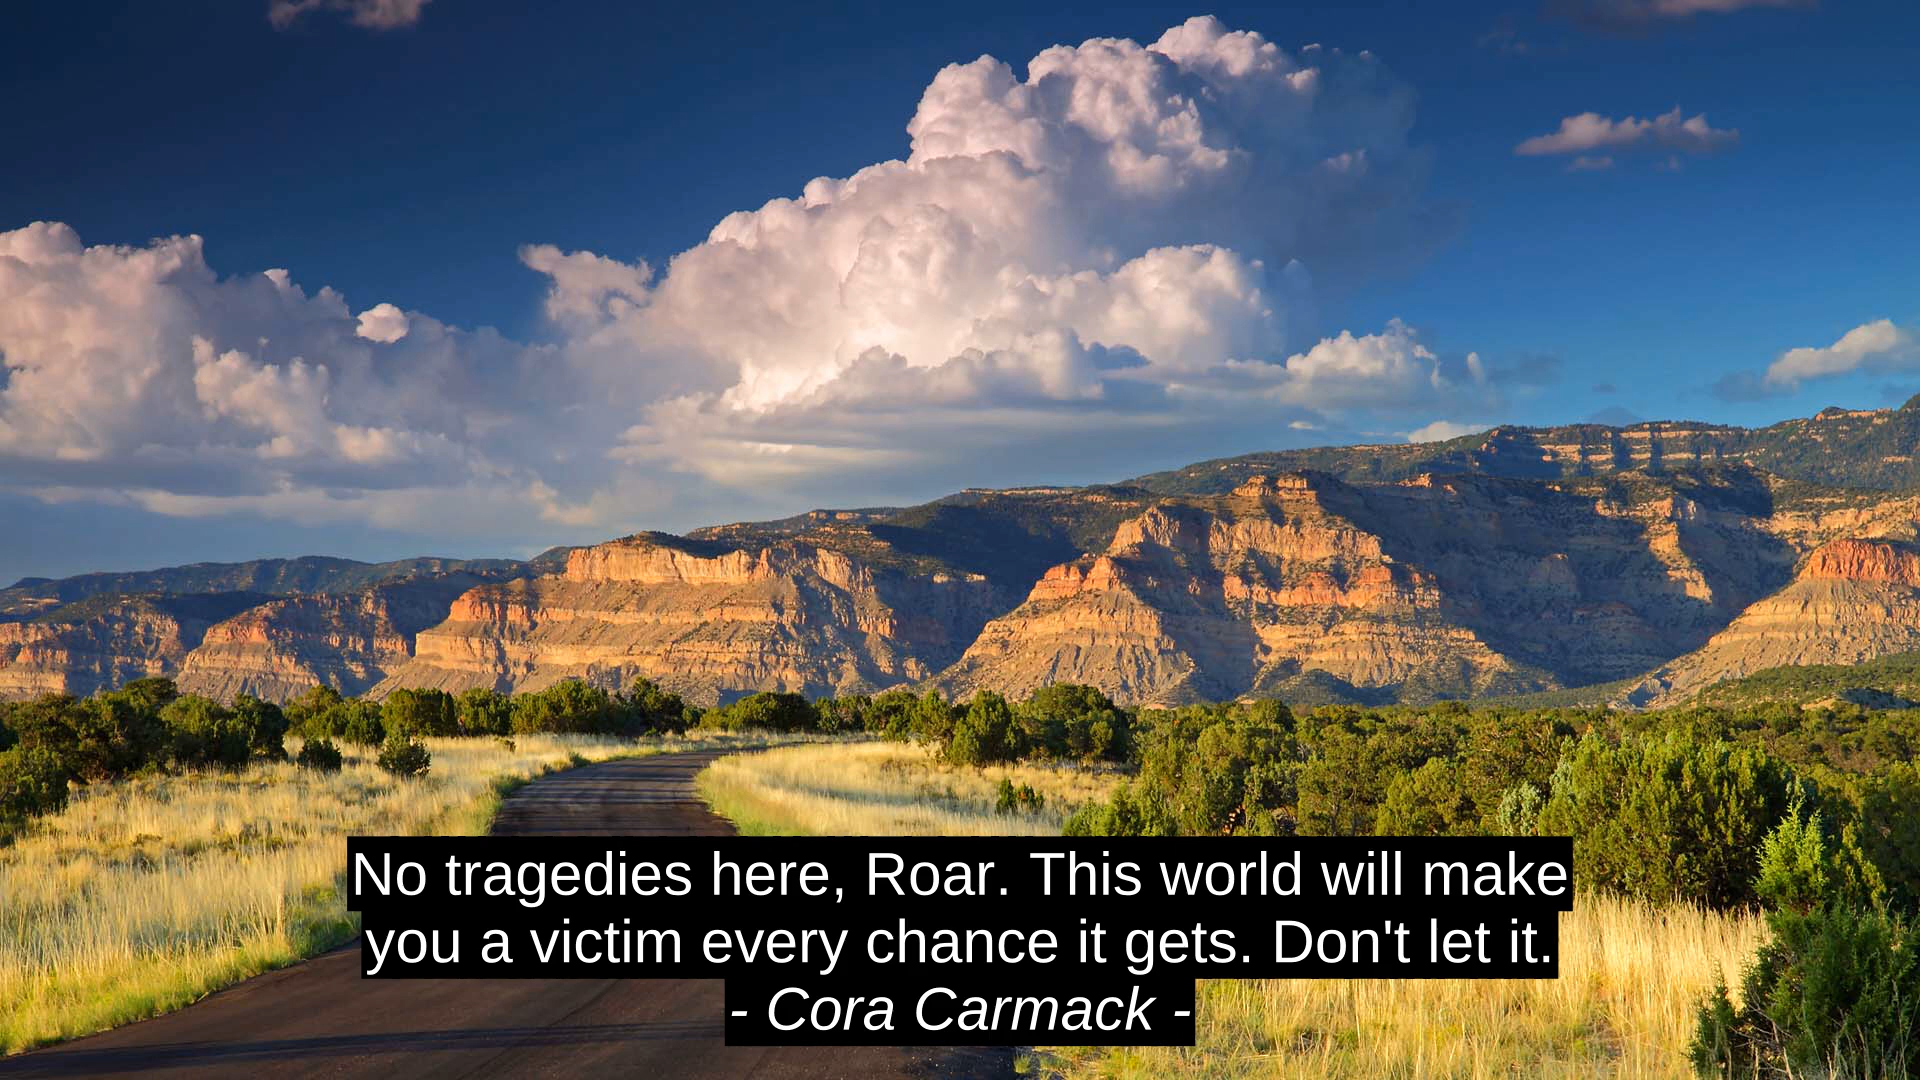 No tragedies here, Roar. This world will make
you a victim every chance it gets. Don't let it.
- Cora Carmack -